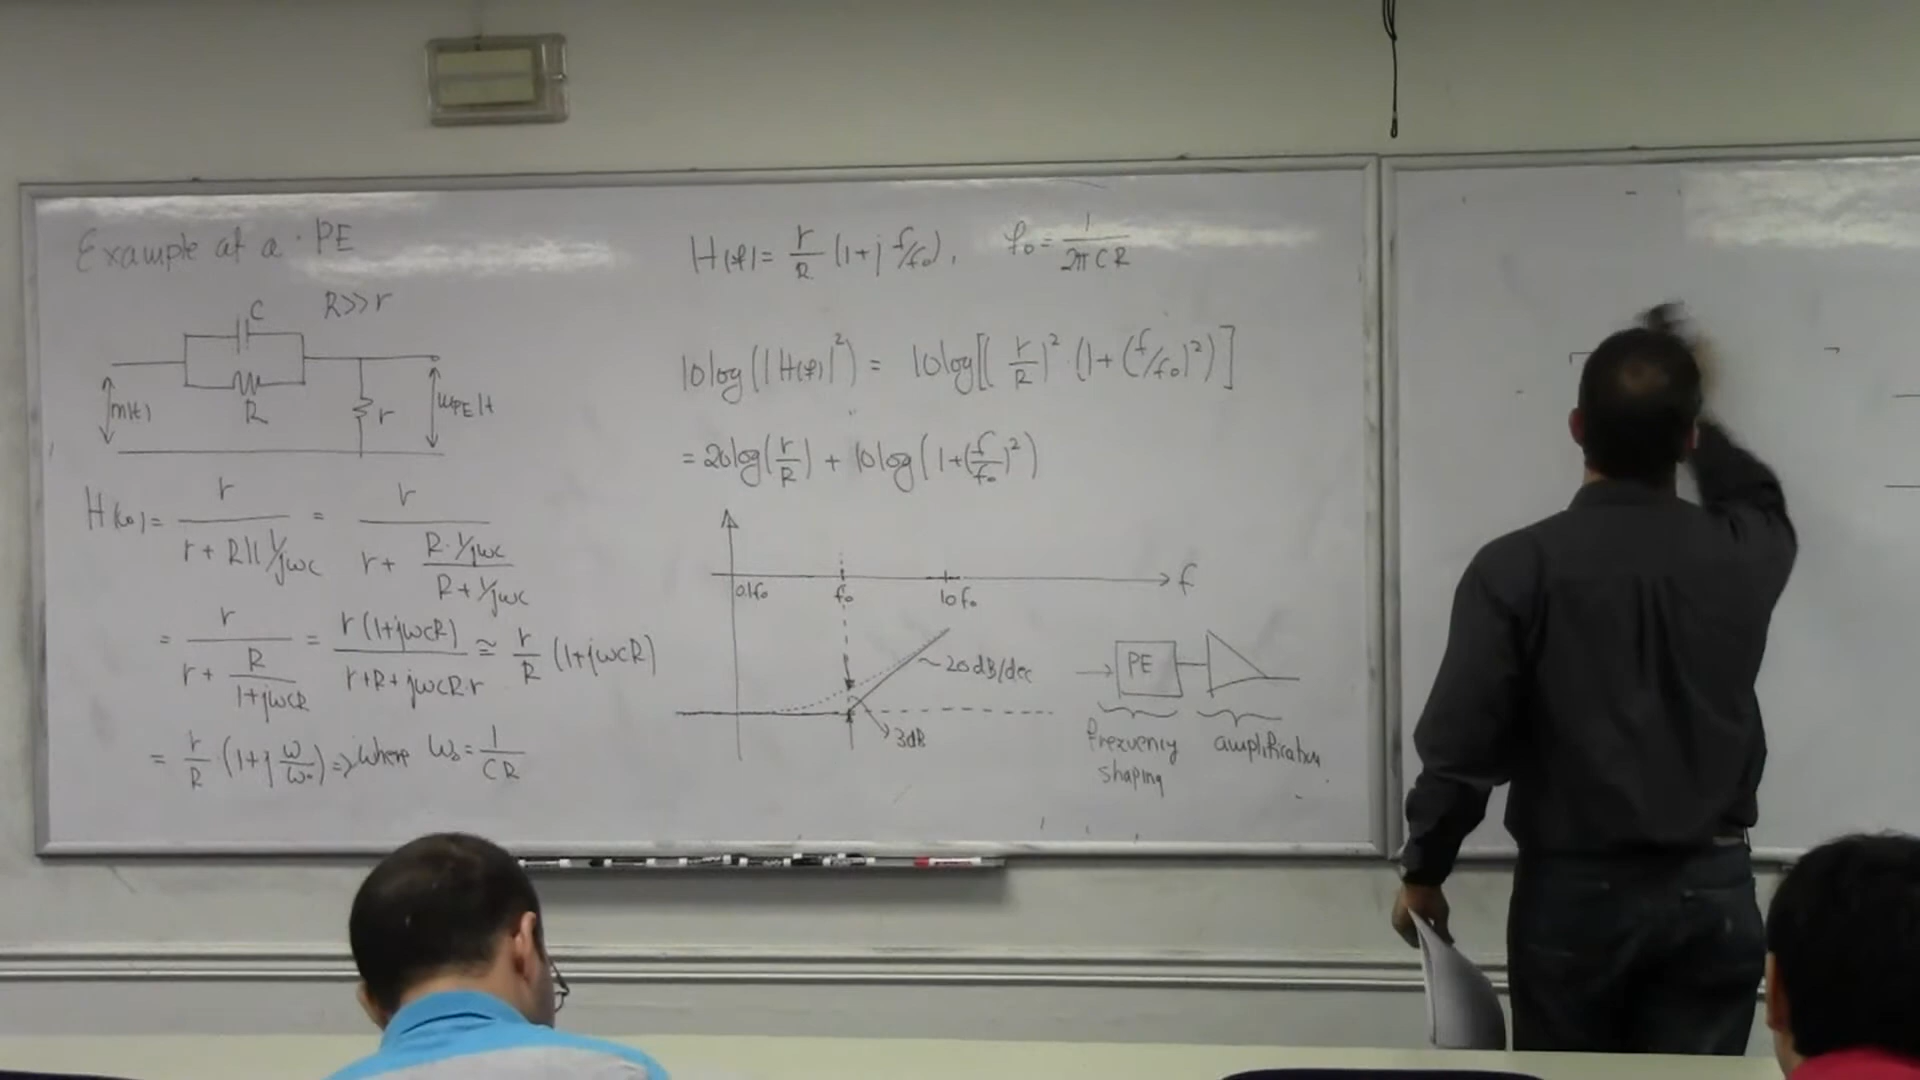 Example of a PE
R>>r
C
R
m(t)
r
mPE(t
H(ω) = r / (r + R||1/jωc) = r / (r + (R·1/jωc) / (R + 1/jωc))
= r / (r + R / (1+jωCR)) = r(1+jωCR) / (r+R+jωCR·r) ≅ r/R (1+jωCR)
= r/R · (1+j ω/ω₀) => where ω₀ = 1/CR
H(f) = r/R (1+j f/f₀), f₀ = 1/2πCR
10log(|H(f)|²) = 10log[(r/R)² · (1+(f/f₀)²)]
= 20log(r/R) + 10log(1+(f/f₀)²)
0.1f₀ f₀ 10f₀ f
~20dB/dec
3dB
PE
frequency
shaping
amplification